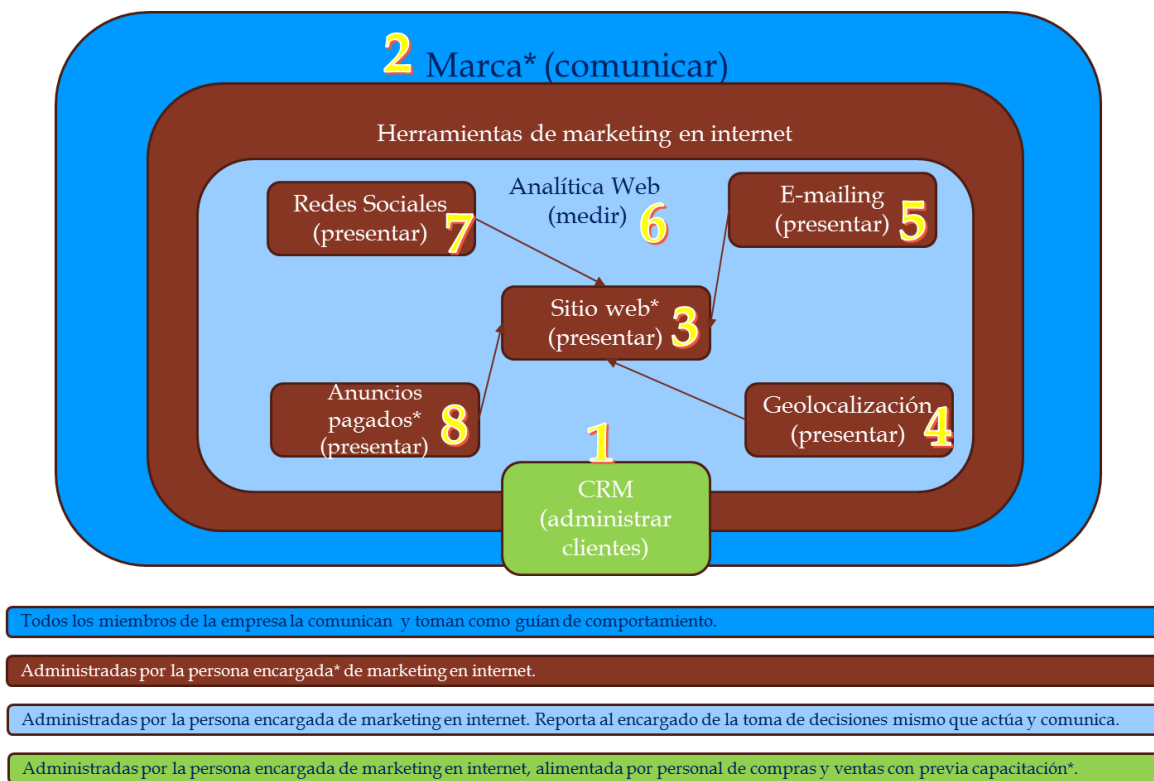 2 Marca* (comunicar)
Herramientas de marketing en internet
Analítica Web
(medir) 6
Redes Sociales
(presentar) 7
E-mailing
(presentar) 5
Sitio web*
(presentar) 3
Anuncios
pagados*
(presentar) 8
Geolocalización
(presentar) 4
1
CRM
(administrar
clientes)
Todos los miembros de la empresa la comunican y toman como guían de comportamiento.
Administradas por la persona encargada* de marketing en internet.
Administradas por la persona encargada de marketing en internet. Reporta al encargado de la toma de decisiones mismo que actúa y comunica.
Administradas por la persona encargada de marketing en internet, alimentada por personal de compras y ventas con previa capacitación*.